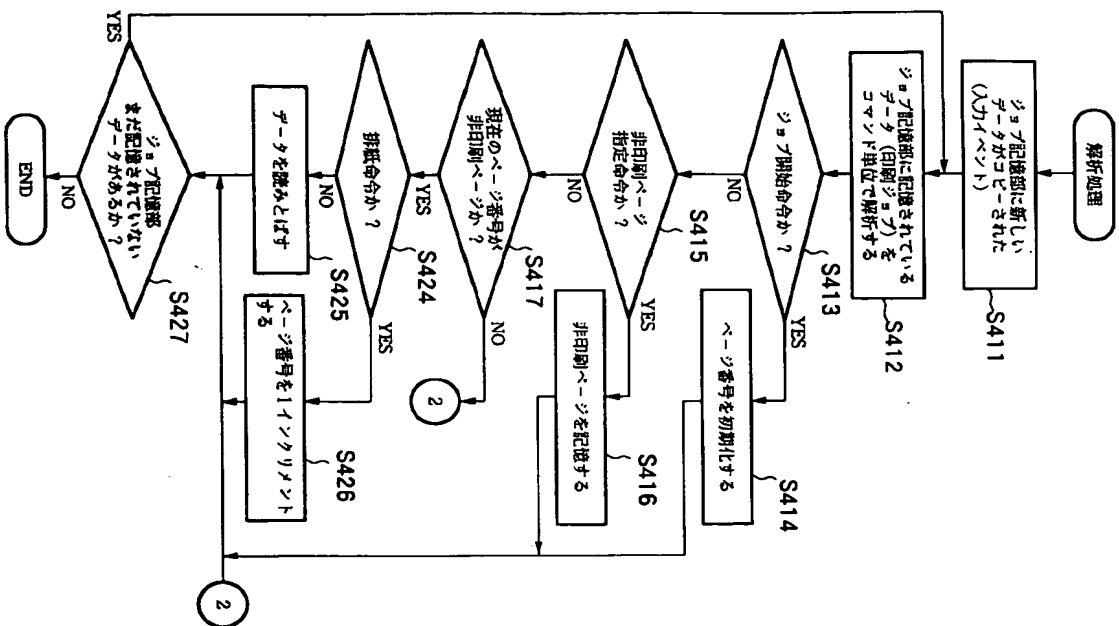 解析処理
ジョブ記憶部に新しい
データがコピーされた
(入力イベント)
S411
ジョブ記憶部に記憶されている
データ(印刷ジョブ)を
コマンド単位で解析する
S412
ジョブ開始命令か?
S413
YES
NO
ページ番号を初期化する
S414
非印刷ページ
指定命令か?
S415
YES
NO
非印刷ページを記憶する
S416
現在のページ番号が
非印刷ページか?
S417
NO
YES
2
排紙命令か?
S424
YES
NO
データを読みとばす
S425
ページ番号を1インクリメント
する
S426
2
ジョブ記憶部
まだ記憶されていない
データがあるか?
S427
YES
NO
END